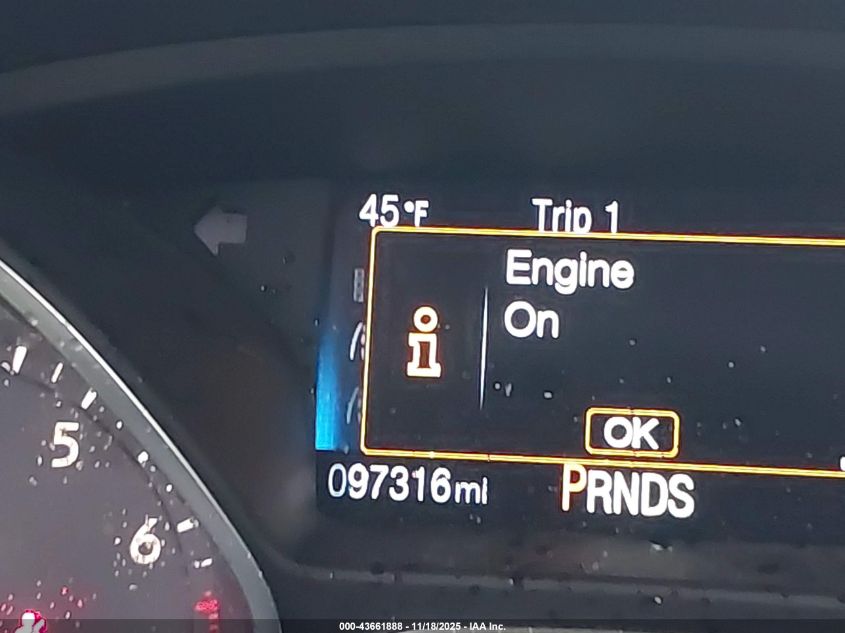 45°F Trip 1
Engine
On
i
OK
097316mi PRNDS
5
6
000-43661888 - 11/18/2025 - IAA Inc.